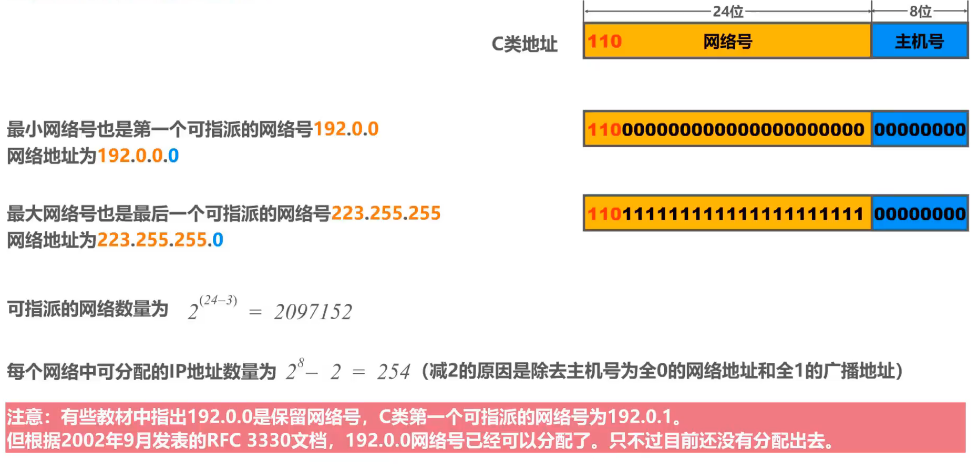 24位 8位
C类地址 110 网络号 主机号
最小网络号也是第一个可指派的网络号192.0.0
网络地址为192.0.0.0
110000000000000000000000 00000000
最大网络号也是最后一个可指派的网络号223.255.255
网络地址为223.255.255.0
110111111111111111111111 00000000
可指派的网络数量为 2^(24−3) = 2097152
每个网络中可分配的IP地址数量为 2^8 − 2 = 254（减2的原因是除去主机号为全0的网络地址和全1的广播地址）
注意：有些教材中指出192.0.0是保留网络号，C类第一个可指派的网络号为192.0.1。
但根据2002年9月发表的RFC 3330文档，192.0.0网络号已经可以分配了。只不过目前还没有分配出去。